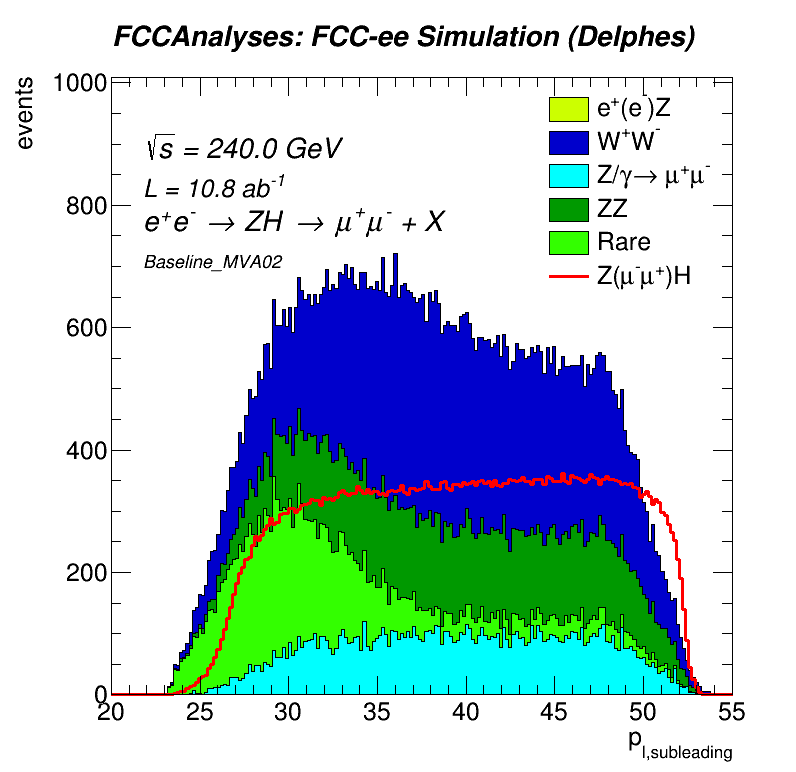 FCCAnalyses: FCC-ee Simulation (Delphes)
events
1000
800
600
400
200
0
√s = 240.0 GeV
L = 10.8 ab⁻¹
e⁺e⁻ → ZH → μ⁺μ⁻ + X
Baseline_MVA02
e⁺(e⁻)Z
W⁺W⁻
Z/γ→ μ⁺μ⁻
ZZ
Rare
Z(μ⁻μ⁺)H
20 25 30 35 40 45 50 55
p_l,subleading